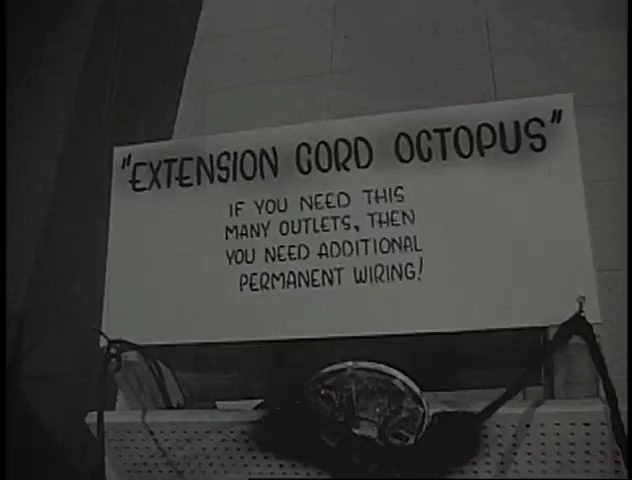 "EXTENSION CORD OCTOPUS"
IF YOU NEED THIS
MANY OUTLETS, THEN
YOU NEED ADDITIONAL
PERMANENT WIRING!